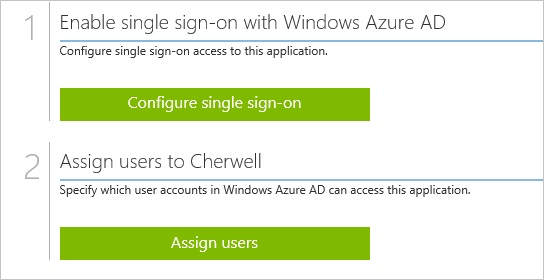 1
Enable single sign-on with Windows Azure AD
Configure single sign-on access to this application.
Configure single sign-on
2
Assign users to Cherwell
Specify which user accounts in Windows Azure AD can access this application.
Assign users